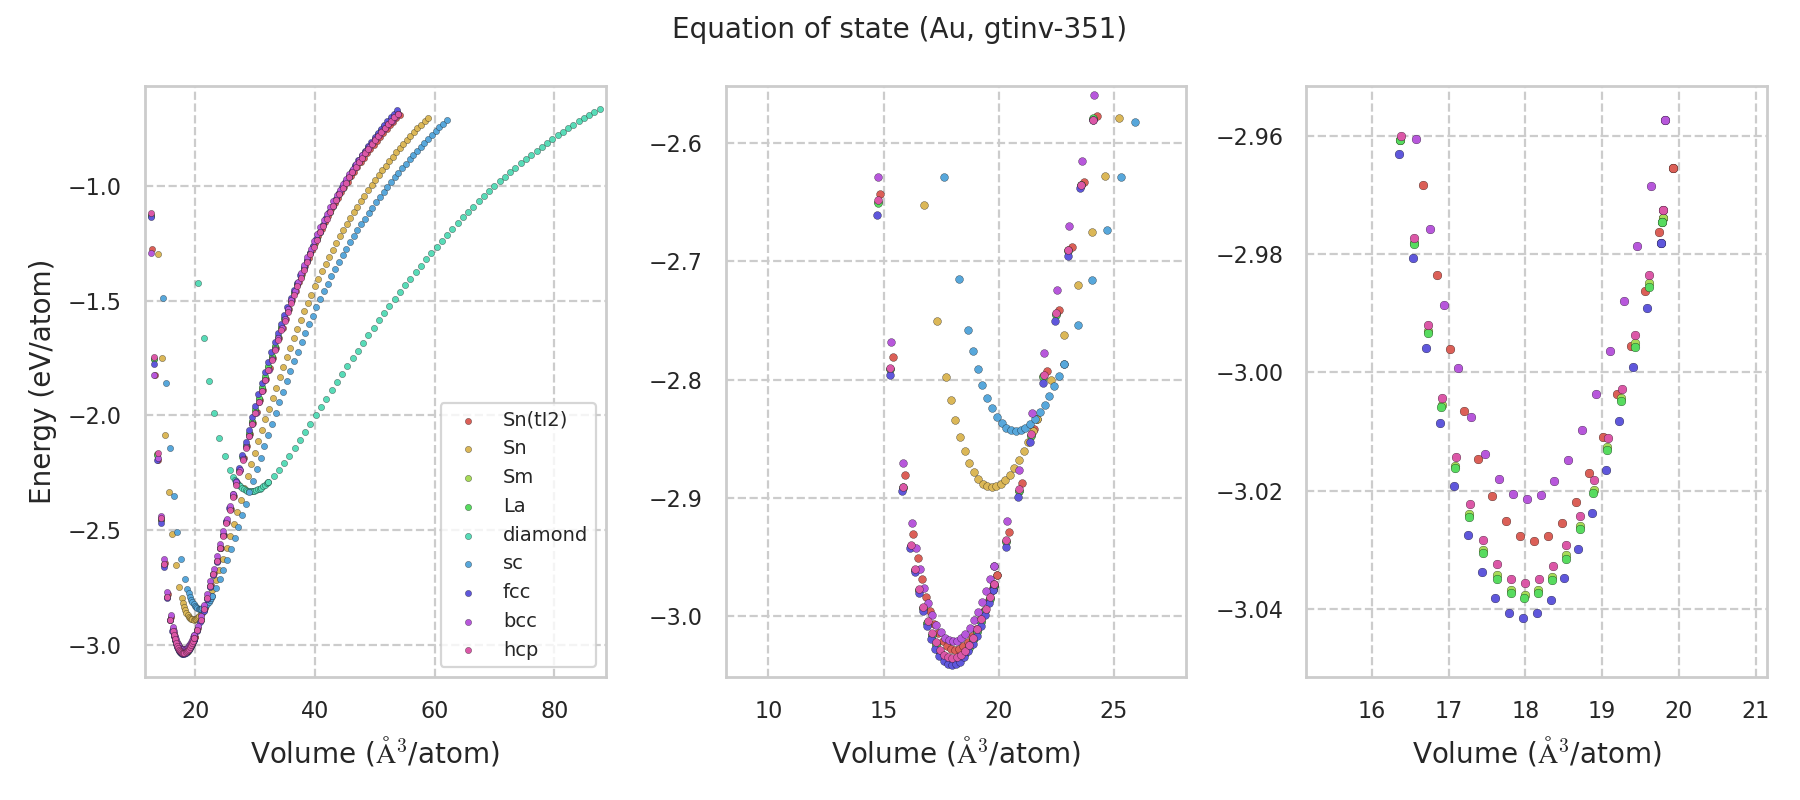 Equation of state (Au, gtinv-351)
Energy (eV/atom)
−1.0
−1.5
−2.0
−2.5
−3.0
20 40 60 80
Volume (Å³/atom)
Sn(tI2)
Sn
Sm
La
diamond
sc
fcc
bcc
hcp
−2.6
−2.7
−2.8
−2.9
−3.0
10 15 20 25
Volume (Å³/atom)
−2.96
−2.98
−3.00
−3.02
−3.04
16 17 18 19 20 21
Volume (Å³/atom)